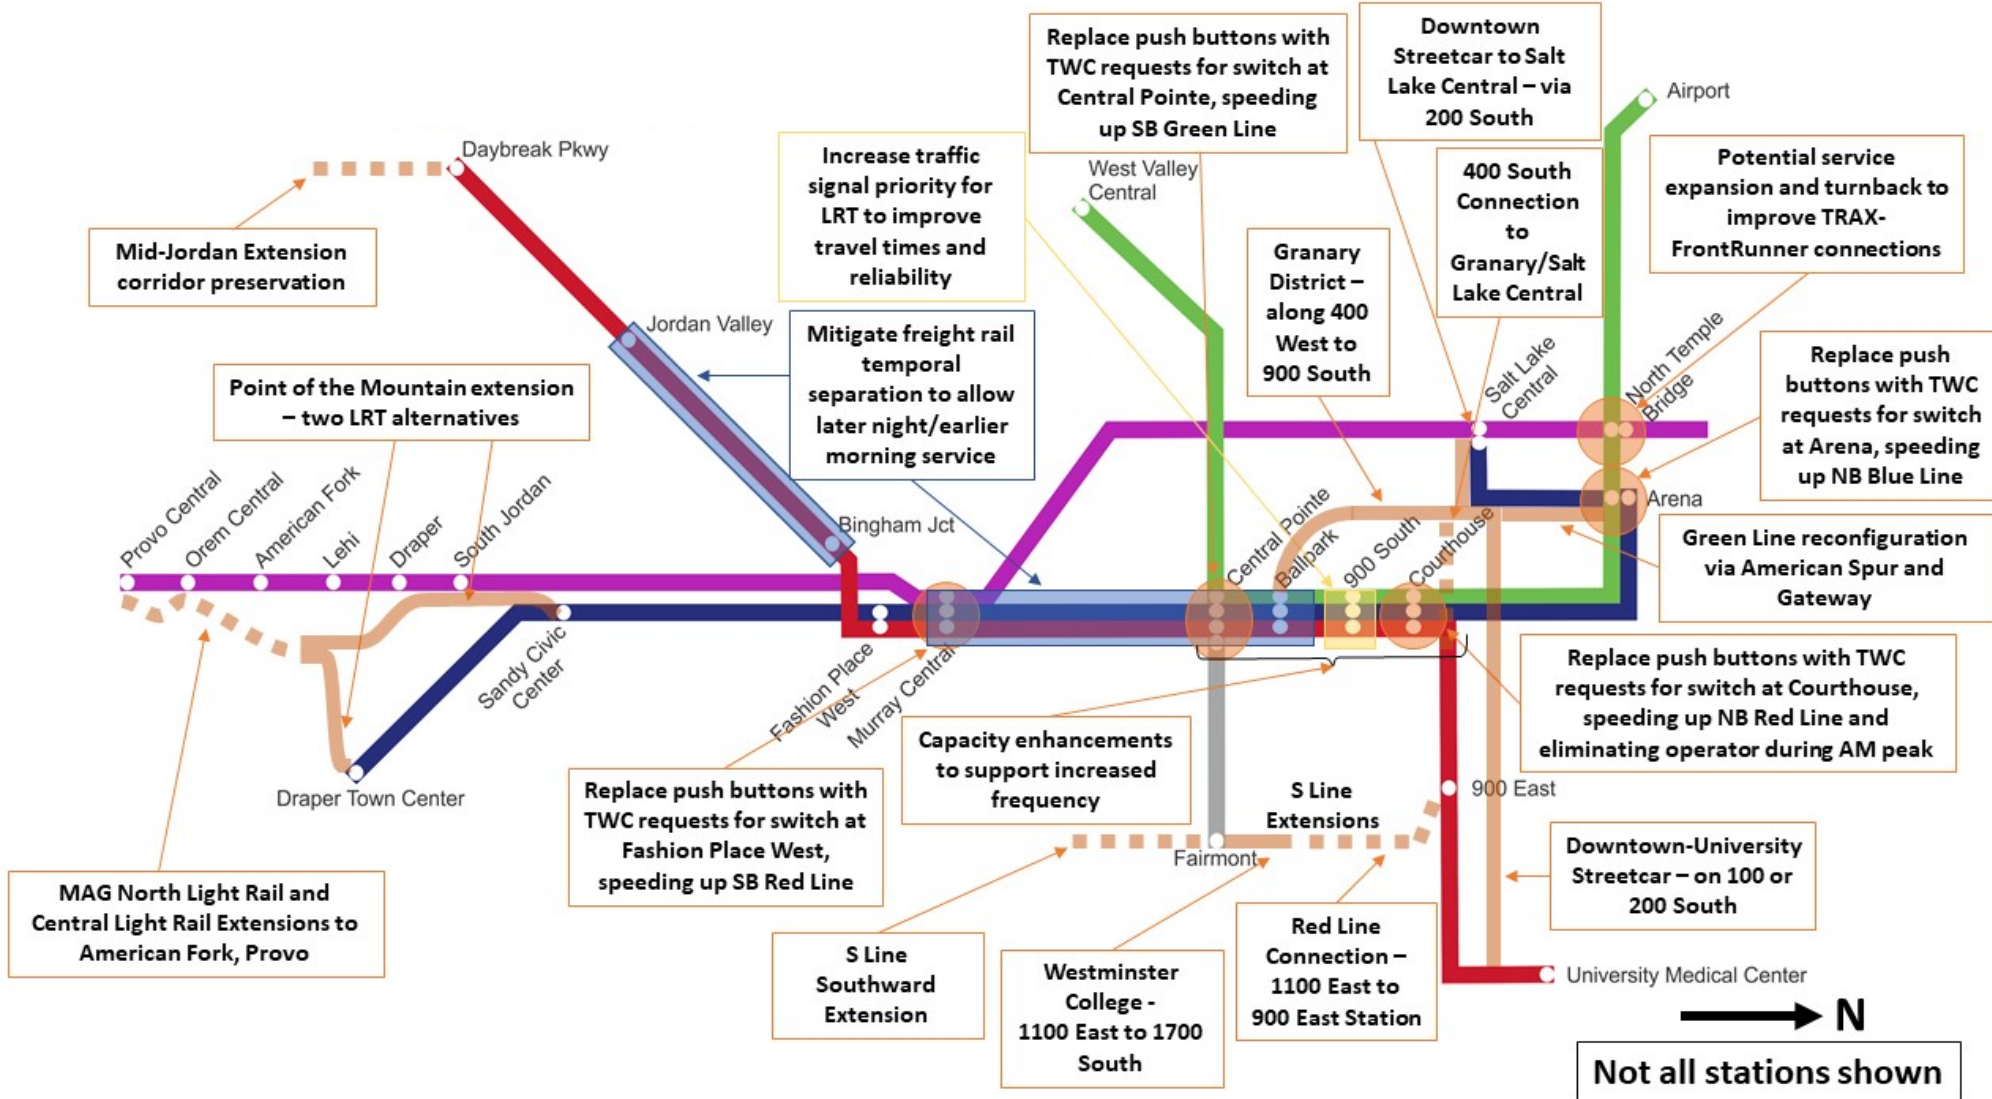 Replace push buttons with
TWC requests for switch at
Central Pointe, speeding
up SB Green Line
Downtown
Streetcar to Salt
Lake Central – via
200 South
Airport
Daybreak Pkwy
Increase traffic
signal priority for
LRT to improve
travel times and
reliability
West Valley
Central
400 South
Connection
to
Granary/Salt
Lake Central
Potential service
expansion and turnback to
improve TRAX-
FrontRunner connections
Mid-Jordan Extension
corridor preservation
Granary
District –
along 400
West to
900 South
Jordan Valley
Mitigate freight rail
temporal
separation to allow
later night/earlier
morning service
Salt Lake
Central
North Temple
Bridge
Replace push
buttons with TWC
requests for switch
at Arena, speeding
up NB Blue Line
Point of the Mountain extension
– two LRT alternatives
Provo Central
Orem Central
American Fork
Lehi
Draper
South Jordan
Bingham Jct
Central Pointe
Ballpark
900 South
Courthouse
Arena
Green Line reconfiguration
via American Spur and
Gateway
Sandy Civic
Center
Fashion Place
West
Murray Central
Replace push buttons with TWC
requests for switch at Courthouse,
speeding up NB Red Line and
eliminating operator during AM peak
Draper Town Center
Replace push buttons with
TWC requests for switch at
Fashion Place West,
speeding up SB Red Line
Capacity enhancements
to support increased
frequency
S Line
Extensions
900 East
Fairmont
Downtown-University
Streetcar – on 100 or
200 South
MAG North Light Rail and
Central Light Rail Extensions to
American Fork, Provo
S Line
Southward
Extension
Westminster
College -
1100 East to 1700
South
Red Line
Connection –
1100 East to
900 East Station
University Medical Center
N
Not all stations shown